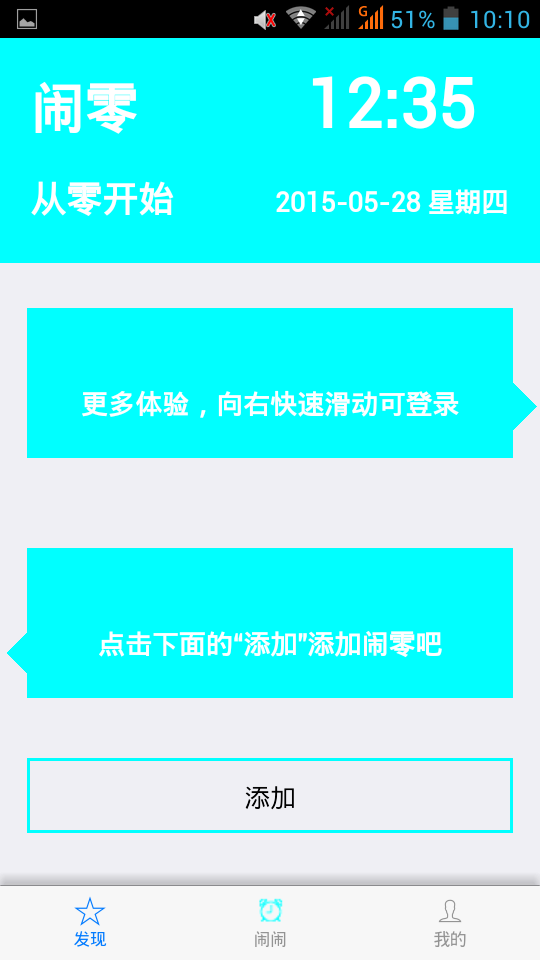 G 51% 10:10
闹零 12:35
从零开始 2015-05-28 星期四
更多体验，向右快速滑动可登录
点击下面的“添加”添加闹零吧
添加
发现 闹闹 我的